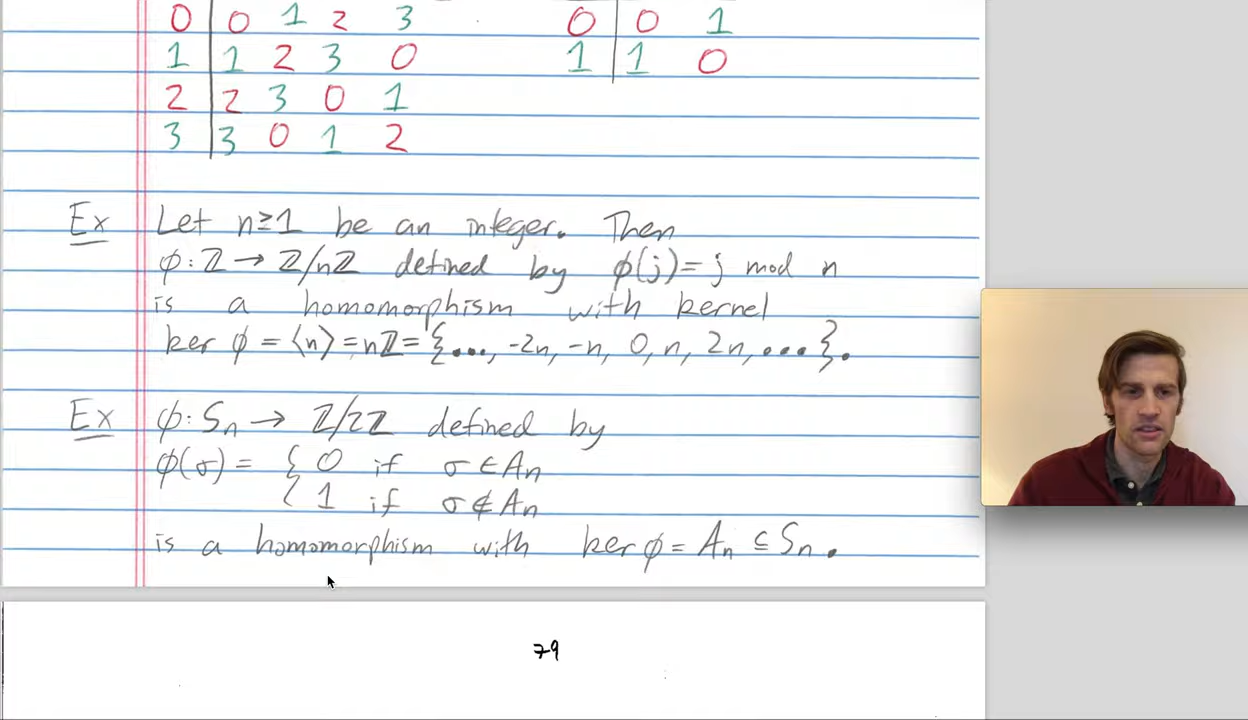 0 | 0 1 2 3
1 | 1 2 3 0
2 | 2 3 0 1
3 | 3 0 1 2
0 | 0 1
1 | 1 0
Ex Let n≥1 be an integer. Then
ϕ: ℤ → ℤ/nℤ defined by ϕ(j)= j mod n
is a homomorphism with kernel
ker ϕ = ⟨n⟩ = nℤ = {..., -2n, -n, 0, n, 2n, ...}.
Ex ϕ: Sn → ℤ/2ℤ defined by
ϕ(σ) = { 0 if σ ∈ An
{ 1 if σ ∉ An
is a homomorphism with ker ϕ = An ⊆ Sn.
79